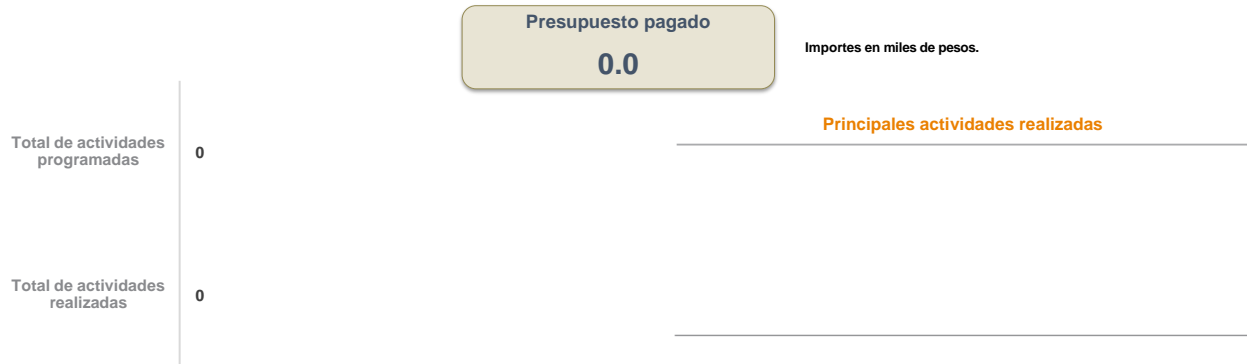 Presupuesto pagado
0.0
Importes en miles de pesos.
Principales actividades realizadas
Total de actividades
programadas
0
Total de actividades
realizadas
0